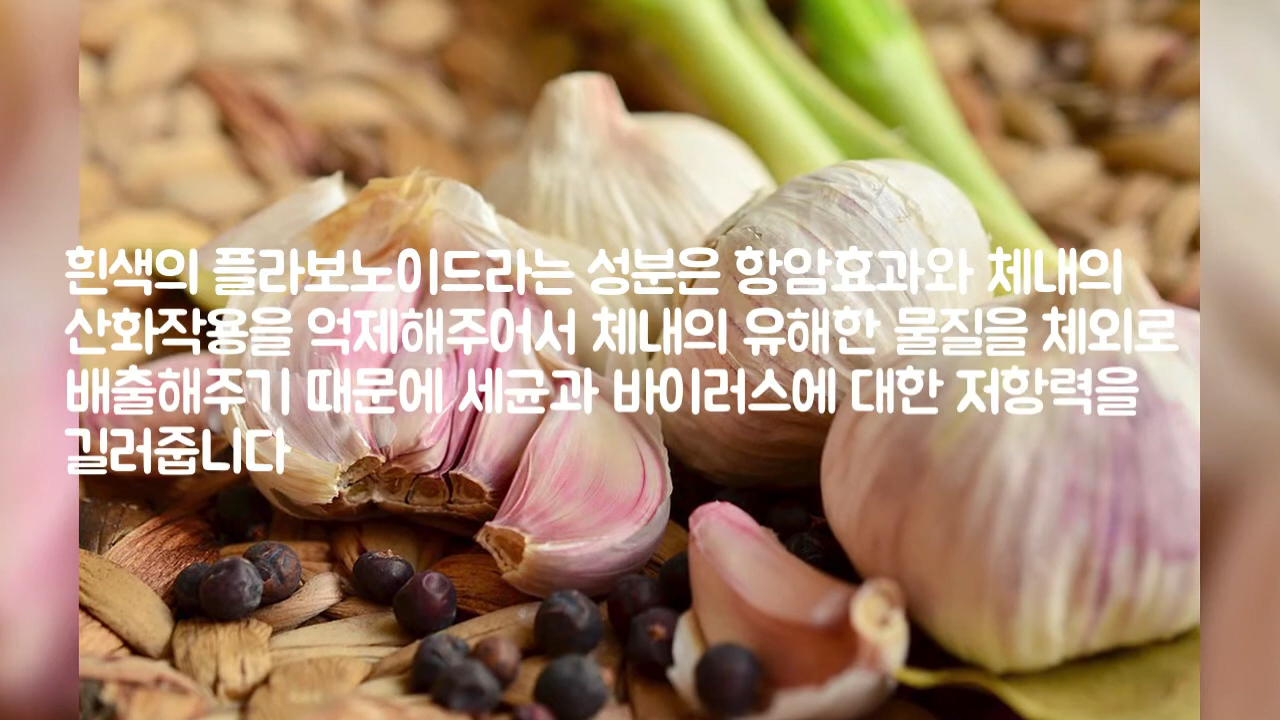 흰색의 플라보노이드라는 성분은 항암효과와 체내의
산화작용을 억제해주어서 체내의 유해한 물질을 체외로
배출해주기 때문에 세균과 바이러스에 대한 저항력을
길러줍니다